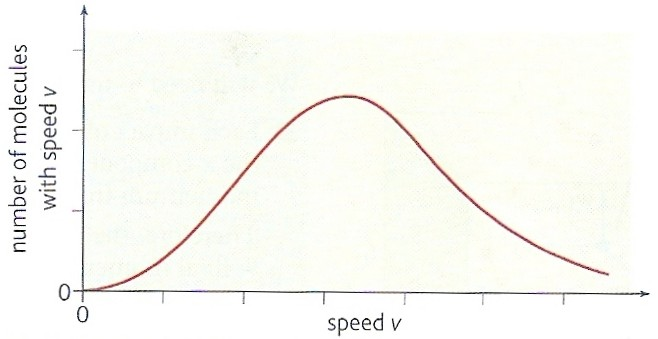 number of molecules
with speed v
0
0
speed v